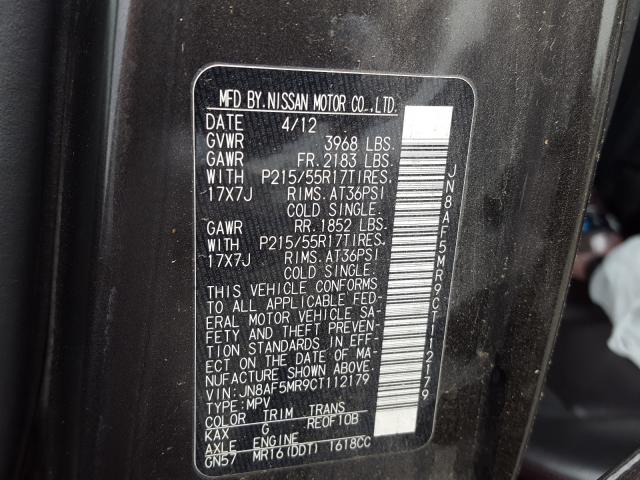 MFD BY. NISSAN MOTOR CO., LTD.
DATE 4/12
GVWR 3968 LBS.
GAWR FR. 2183 LBS.
WITH P215/55R17TIRES.
17X7J RIMS. AT36PSI
COLD SINGLE.
GAWR RR. 1852 LBS.
WITH P215/55R17TIRES.
17X7J RIMS. AT36PSI
COLD SINGLE.
THIS VEHICLE CONFORMS
TO ALL APPLICABLE FED-
ERAL MOTOR VEHICLE SA-
FETY AND THEFT PREVEN-
TION STANDARDS IN EFF-
ECT ON THE DATE OF MA-
NUFACTURE SHOWN ABOVE.
VIN: JN8AF5MR9CT112179
TYPE: MPV
COLOR TRIM TRANS
KAX G RE0F10B
AXLE ENGINE
GN57 MR16(DDT) 1618CC
JN8AF5MR9CT112179